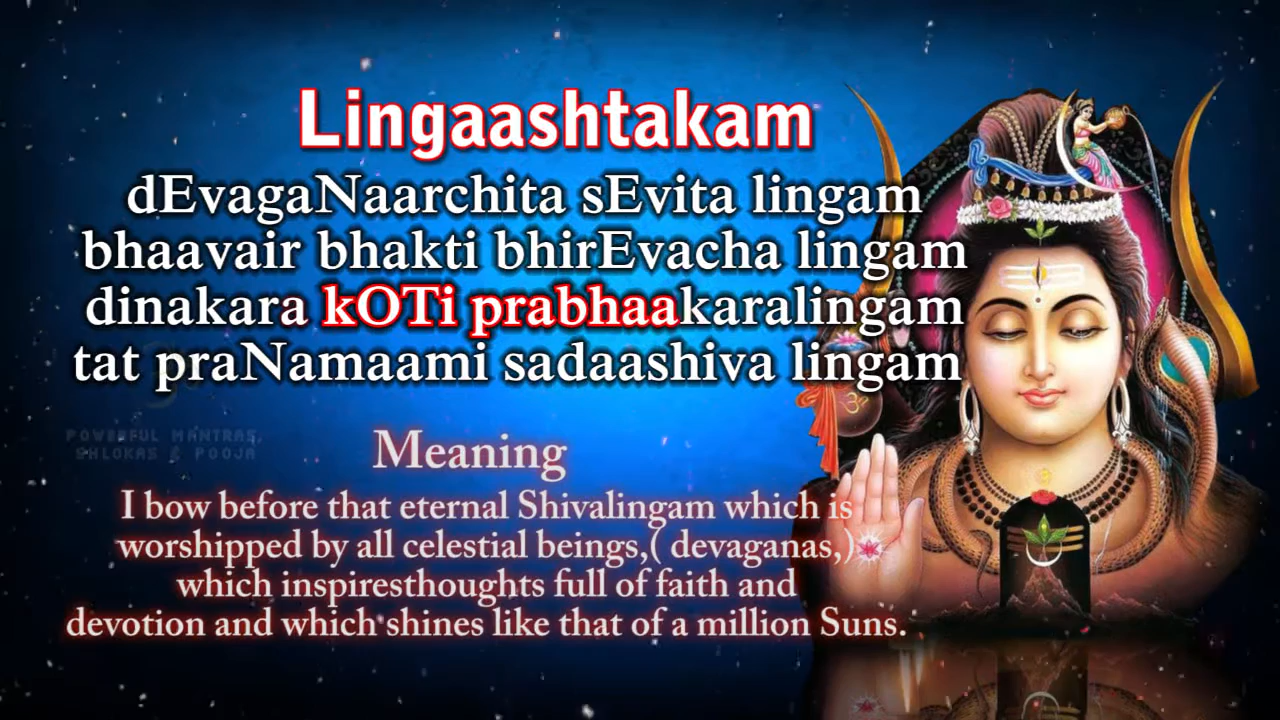 Lingaashtakam
dEvagaNaarchita sEvita lingam
bhaavair bhakti bhirEvacha lingam
dinakara kOTi prabhaakaralingam
tat praNamaami sadaashiva lingam
POWERFUL MANTRAS,
SHLOKAS & POOJA
Meaning
I bow before that eternal Shivalingam which is
worshipped by all celestial beings,( devaganas,)
which inspiresthoughts full of faith and
devotion and which shines like that of a million Suns.
ॐ